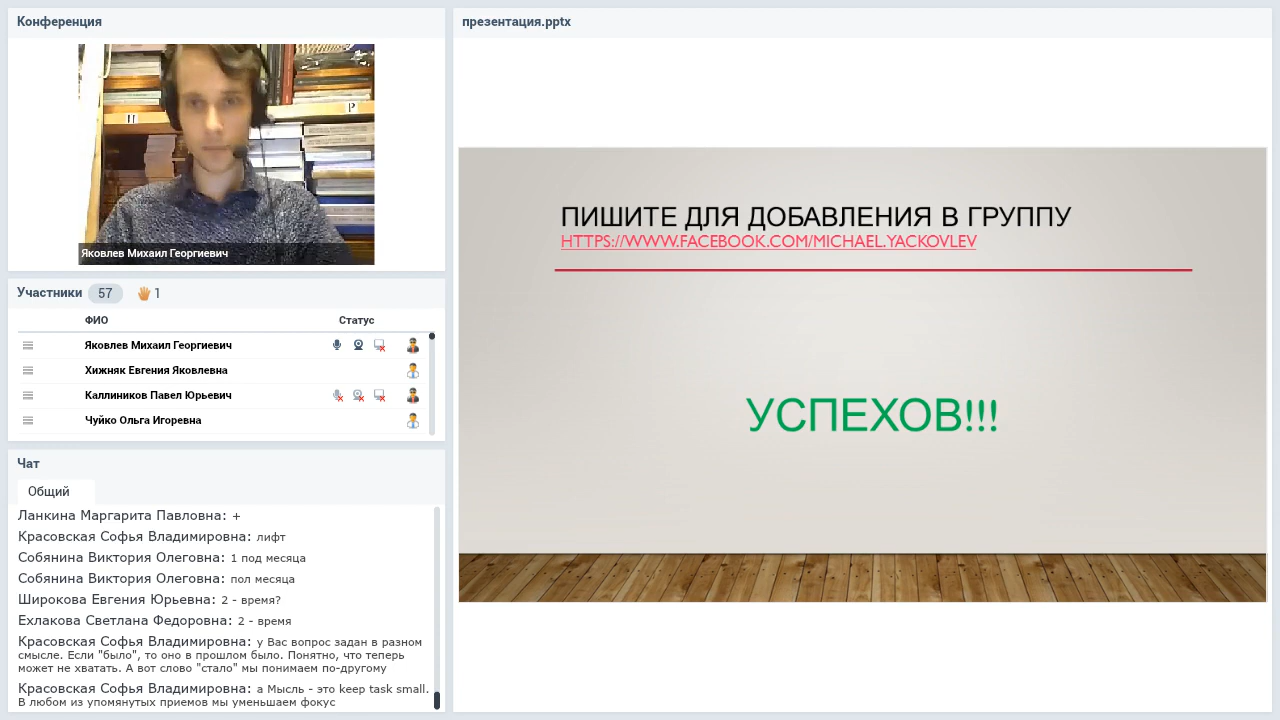 Конференция
И
Р
Яковлев Михаил Георгиевич
Участники 57 1
ФИО Статус
Яковлев Михаил Георгиевич
Хижняк Евгения Яковлевна
Каллиников Павел Юрьевич
Чуйко Ольга Игоревна
Чат
Общий
Ланкина Маргарита Павловна: +
Красовская Софья Владимировна: лифт
Собянина Виктория Олеговна: 1 под месяца
Собянина Виктория Олеговна: пол месяца
Широкова Евгения Юрьевна: 2 - время?
Ехлакова Светлана Федоровна: 2 - время
Красовская Софья Владимировна: у Вас вопрос задан в разном
смысле. Если "было", то оно в прошлом было. Понятно, что теперь
может не хватать. А вот слово "стало" мы понимаем по-другому
Красовская Софья Владимировна: а Мысль - это keep task small.
В любом из упомянутых приемов мы уменьшаем фокус
презентация.pptx
ПИШИТЕ ДЛЯ ДОБАВЛЕНИЯ В ГРУППУ
HTTPS://WWW.FACEBOOK.COM/MICHAEL.YACKOVLEV
УСПЕХОВ!!!